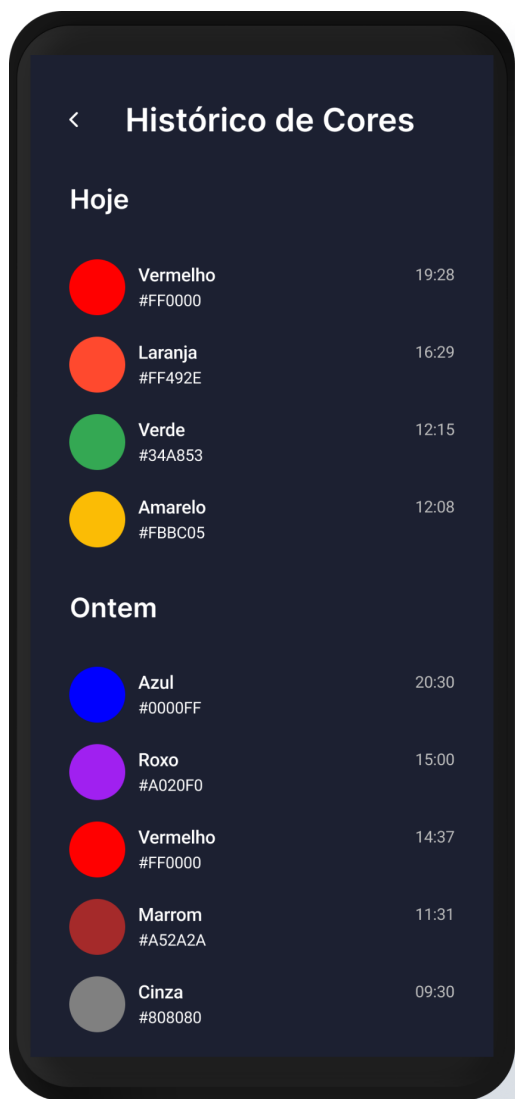 Histórico de Cores
Hoje
Vermelho 19:28
#FF0000
Laranja 16:29
#FF492E
Verde 12:15
#34A853
Amarelo 12:08
#FBBC05
Ontem
Azul 20:30
#0000FF
Roxo 15:00
#A020F0
Vermelho 14:37
#FF0000
Marrom 11:31
#A52A2A
Cinza 09:30
#808080